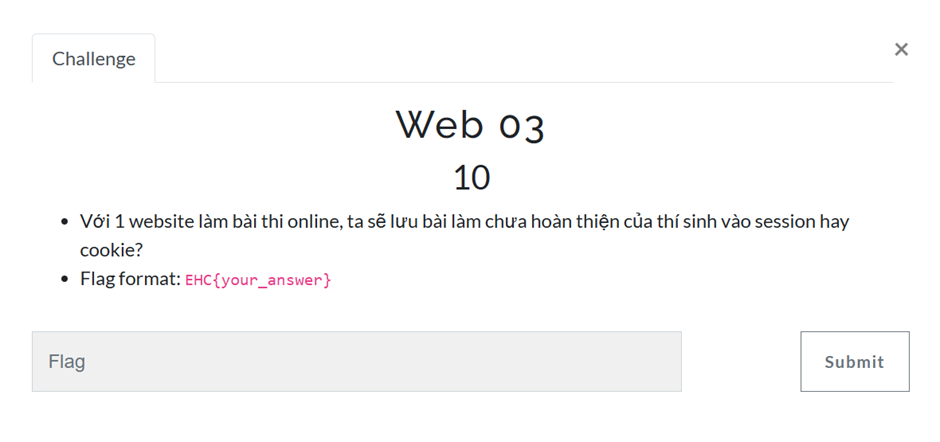 Challenge
×
Web 03
10
• Với 1 website làm bài thi online, ta sẽ lưu bài làm chưa hoàn thiện của thí sinh vào session hay
cookie?
• Flag format: EHC{your_answer}
Flag
Submit